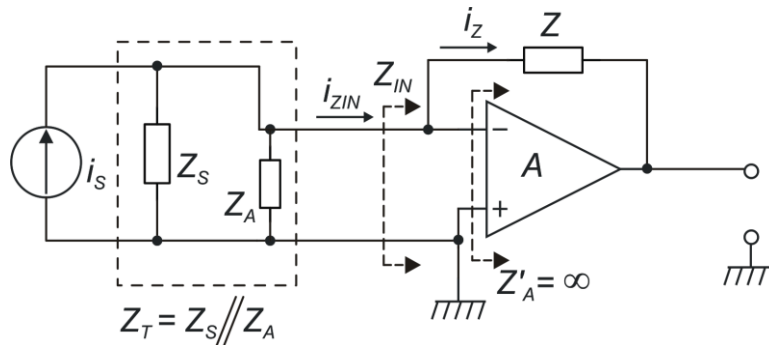 i_Z
Z
Z_IN
i_ZIN
−
i_S
Z_S
A
Z_A
+
Z'_A = ∞
Z_T = Z_S // Z_A